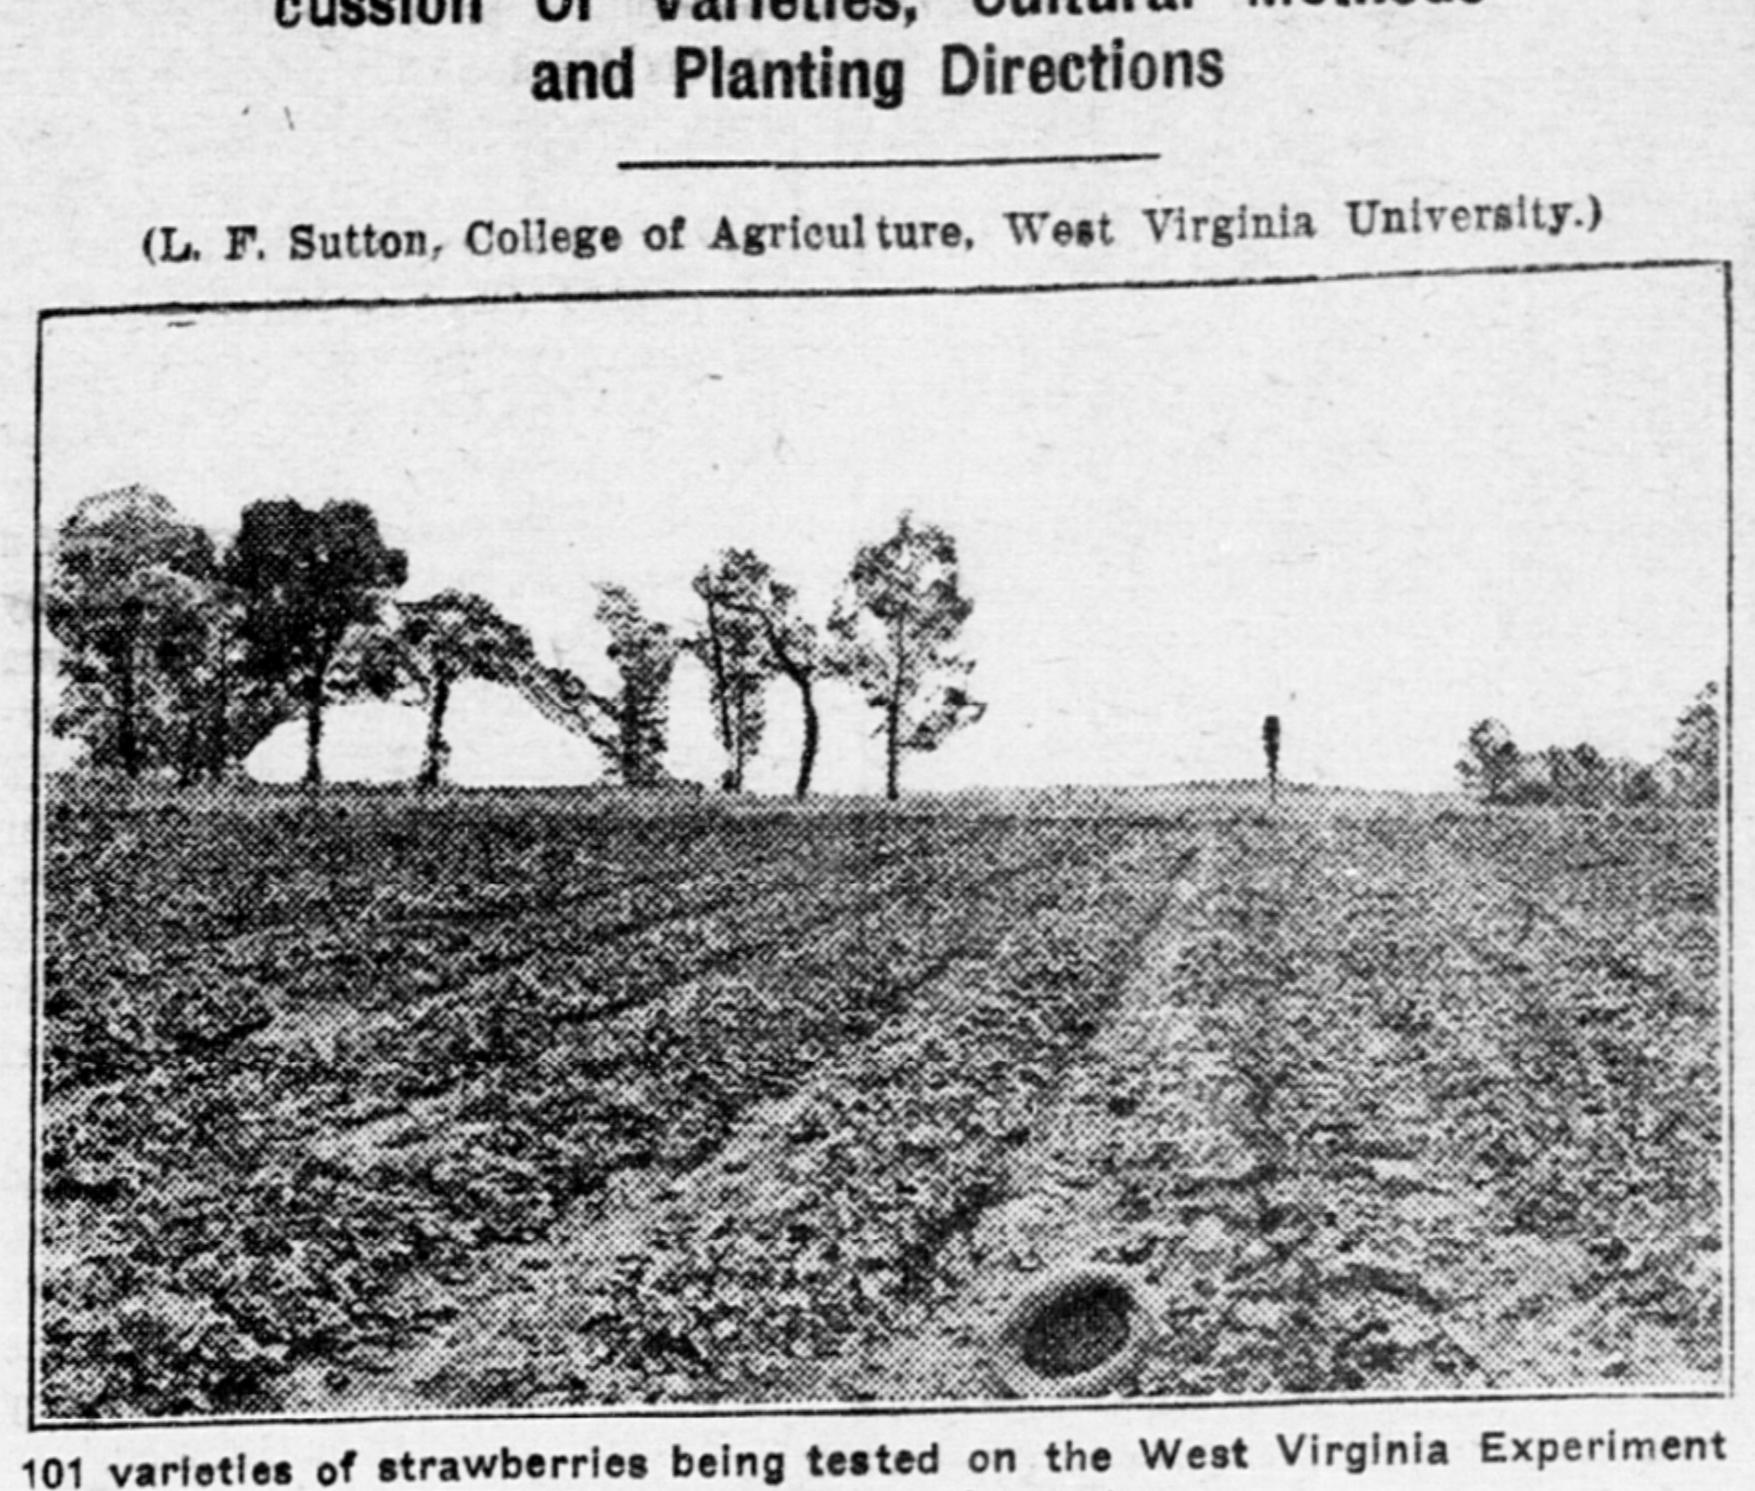 cussion Of Varieties, Cultural Methods
and Planting Directions
(L. F. Sutton, College of Agriculture, West Virginia University.)
101 varieties of strawberries being tested on the West Virginia Experiment